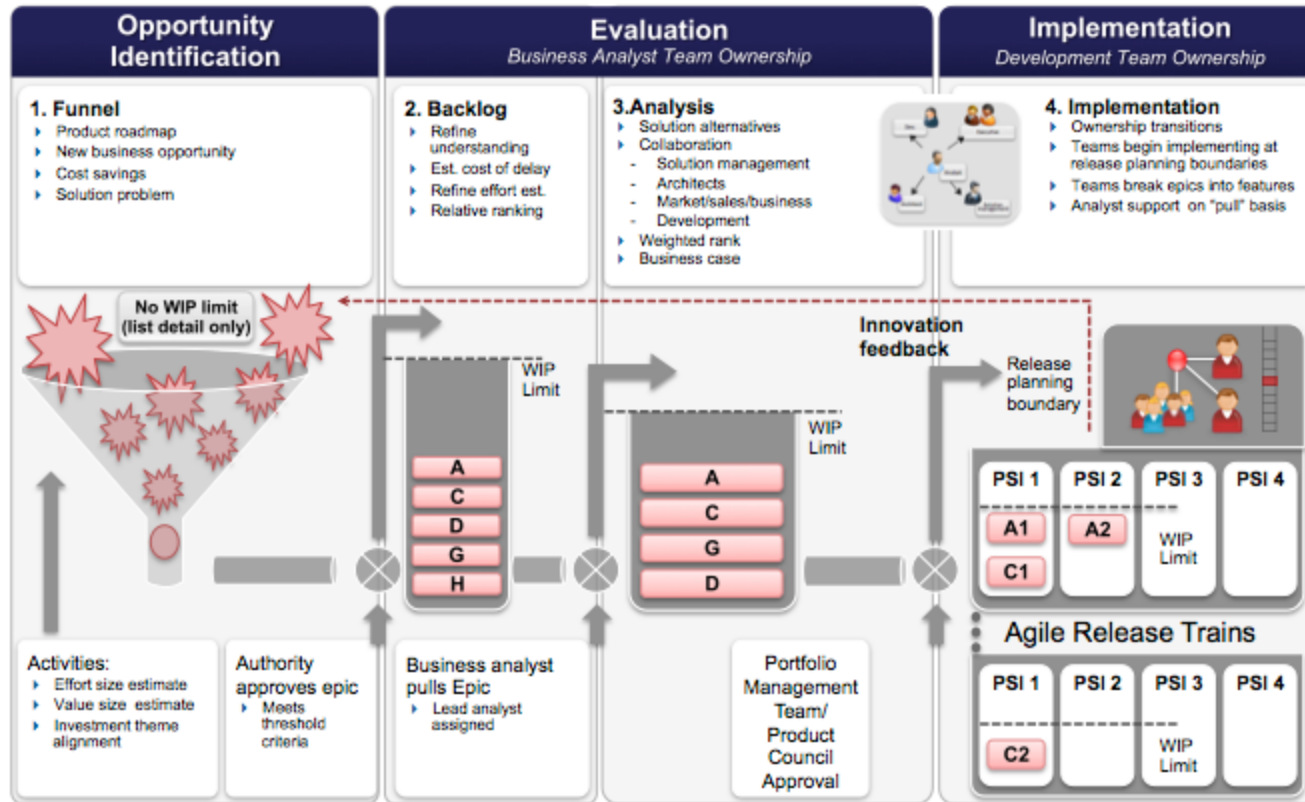 Opportunity
Identification
Evaluation
Business Analyst Team Ownership
Implementation
Development Team Ownership
1. Funnel
Product roadmap
New business opportunity
Cost savings
Solution problem
2. Backlog
Refine
understanding
Est. cost of delay
Refine effort est.
Relative ranking
3.Analysis
Solution alternatives
Collaboration
- Solution management
- Architects
- Market/sales/business
- Development
Weighted rank
Business case
4. Implementation
Ownership transitions
Teams begin implementing at
release planning boundaries
Teams break epics into features
Analyst support on "pull" basis
No WIP limit
(list detail only)
WIP
Limit
A
C
D
G
H
WIP
Limit
A
C
G
D
Innovation
feedback
Release
planning
boundary
PSI 1
PSI 2
PSI 3
PSI 4
A1
A2
C1
WIP
Limit
Agile Release Trains
PSI 1
PSI 2
PSI 3
PSI 4
C2
WIP
Limit
Activities:
Effort size estimate
Value size estimate
Investment theme
alignment
Authority
approves epic
Meets
threshold
criteria
Business analyst
pulls Epic
Lead analyst
assigned
Portfolio
Management
Team/
Product
Council
Approval